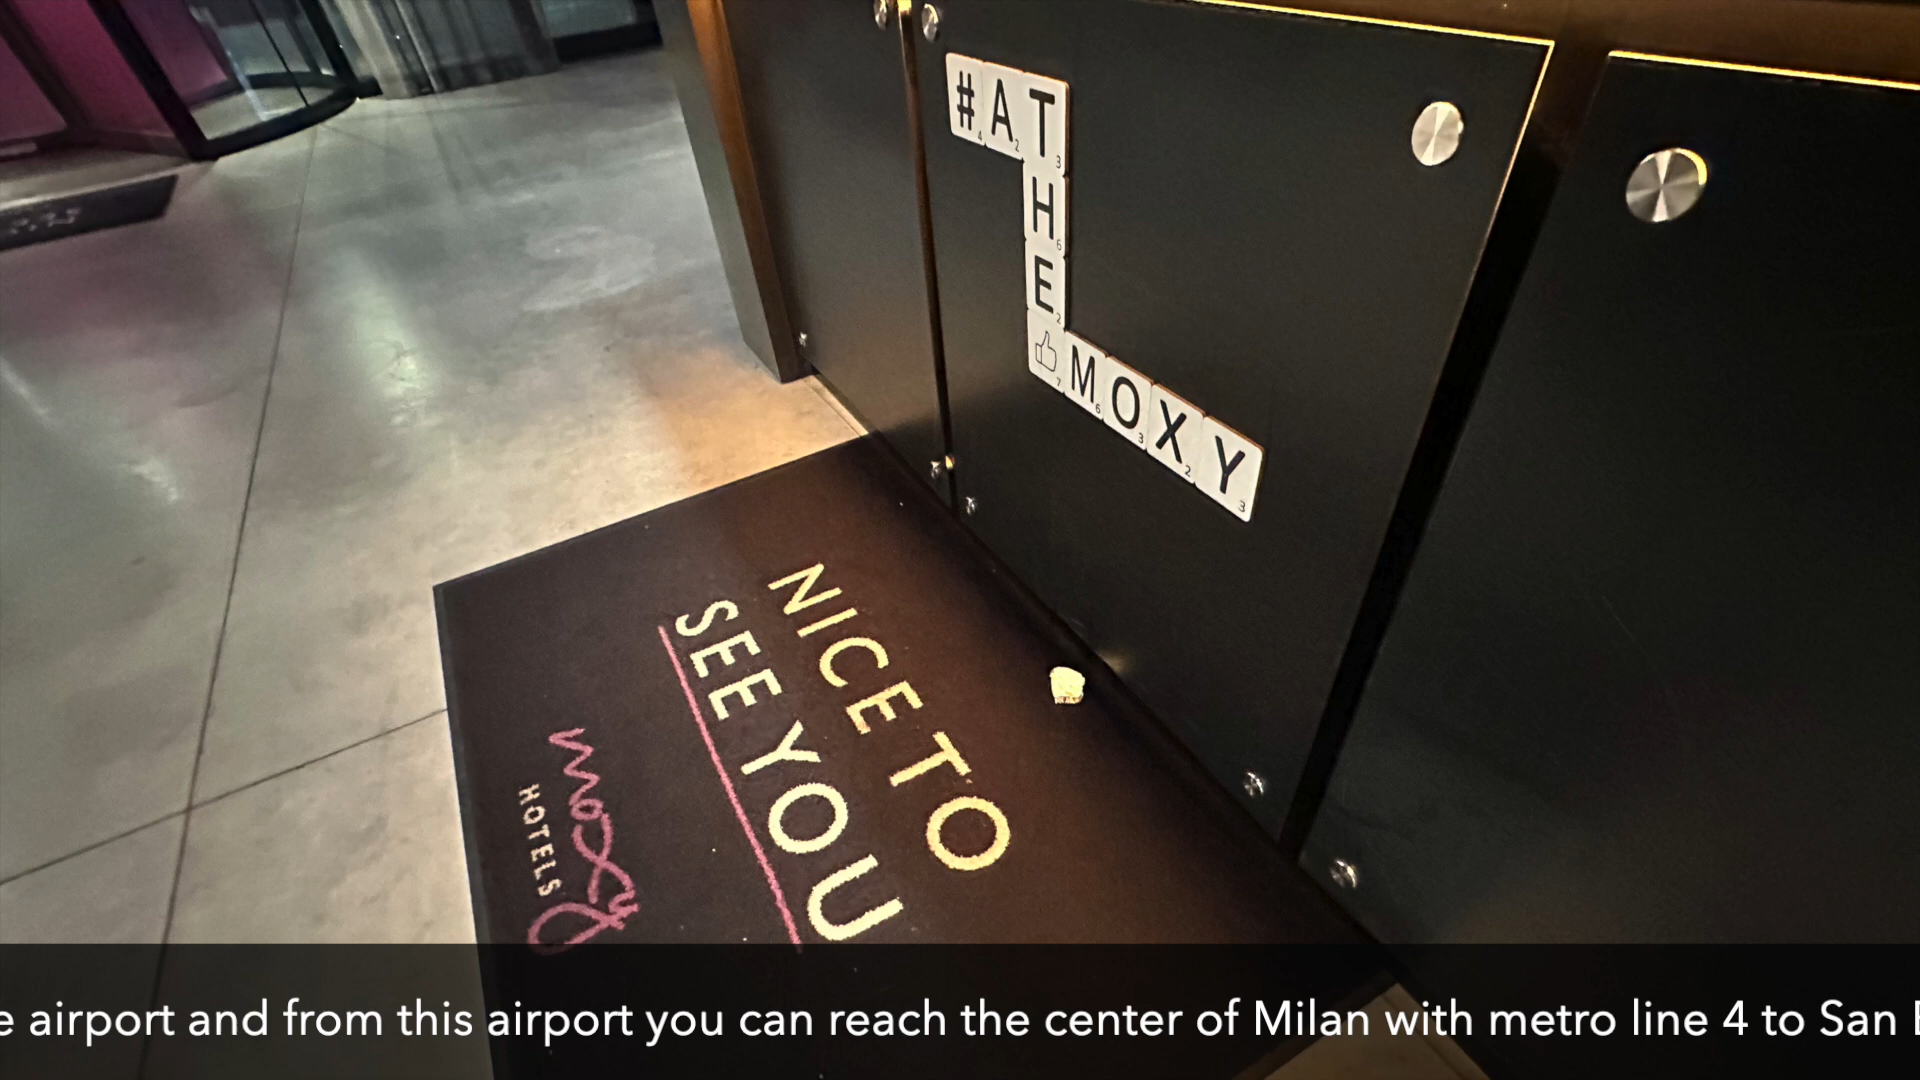 #AT
THE
MOXY
NICE TO
SEE YOU
moxy
HOTELS
airport and from this airport you can reach the center of Milan with metro line 4 to San